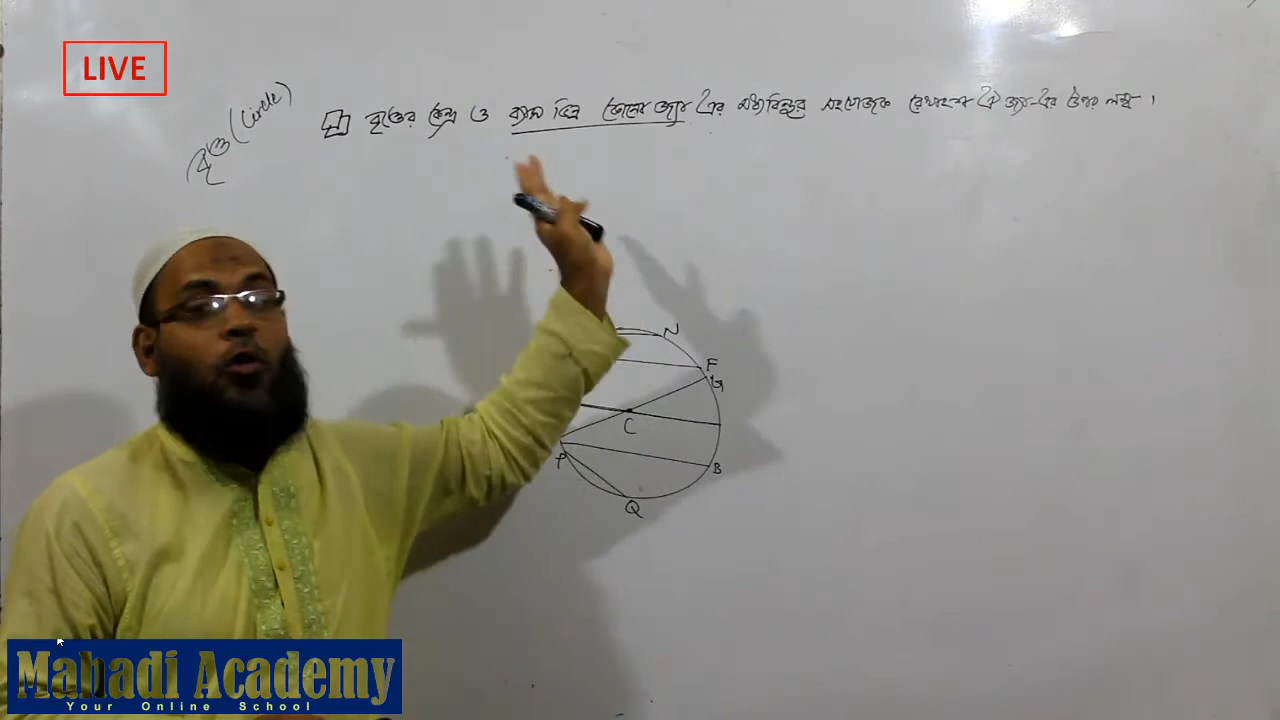 LIVE
বৃত্ত (Circle)
বৃত্তের কেন্দ্র ও ব্যাস ভিন্ন কোনো জ্যা এর মধ্যবিন্দুর সংযোজক রেখাংশ ঐ জ্যা-এর উপর লম্ব।
N
F
G
C
P
B
Q
Mahadi Academy
Your Online School